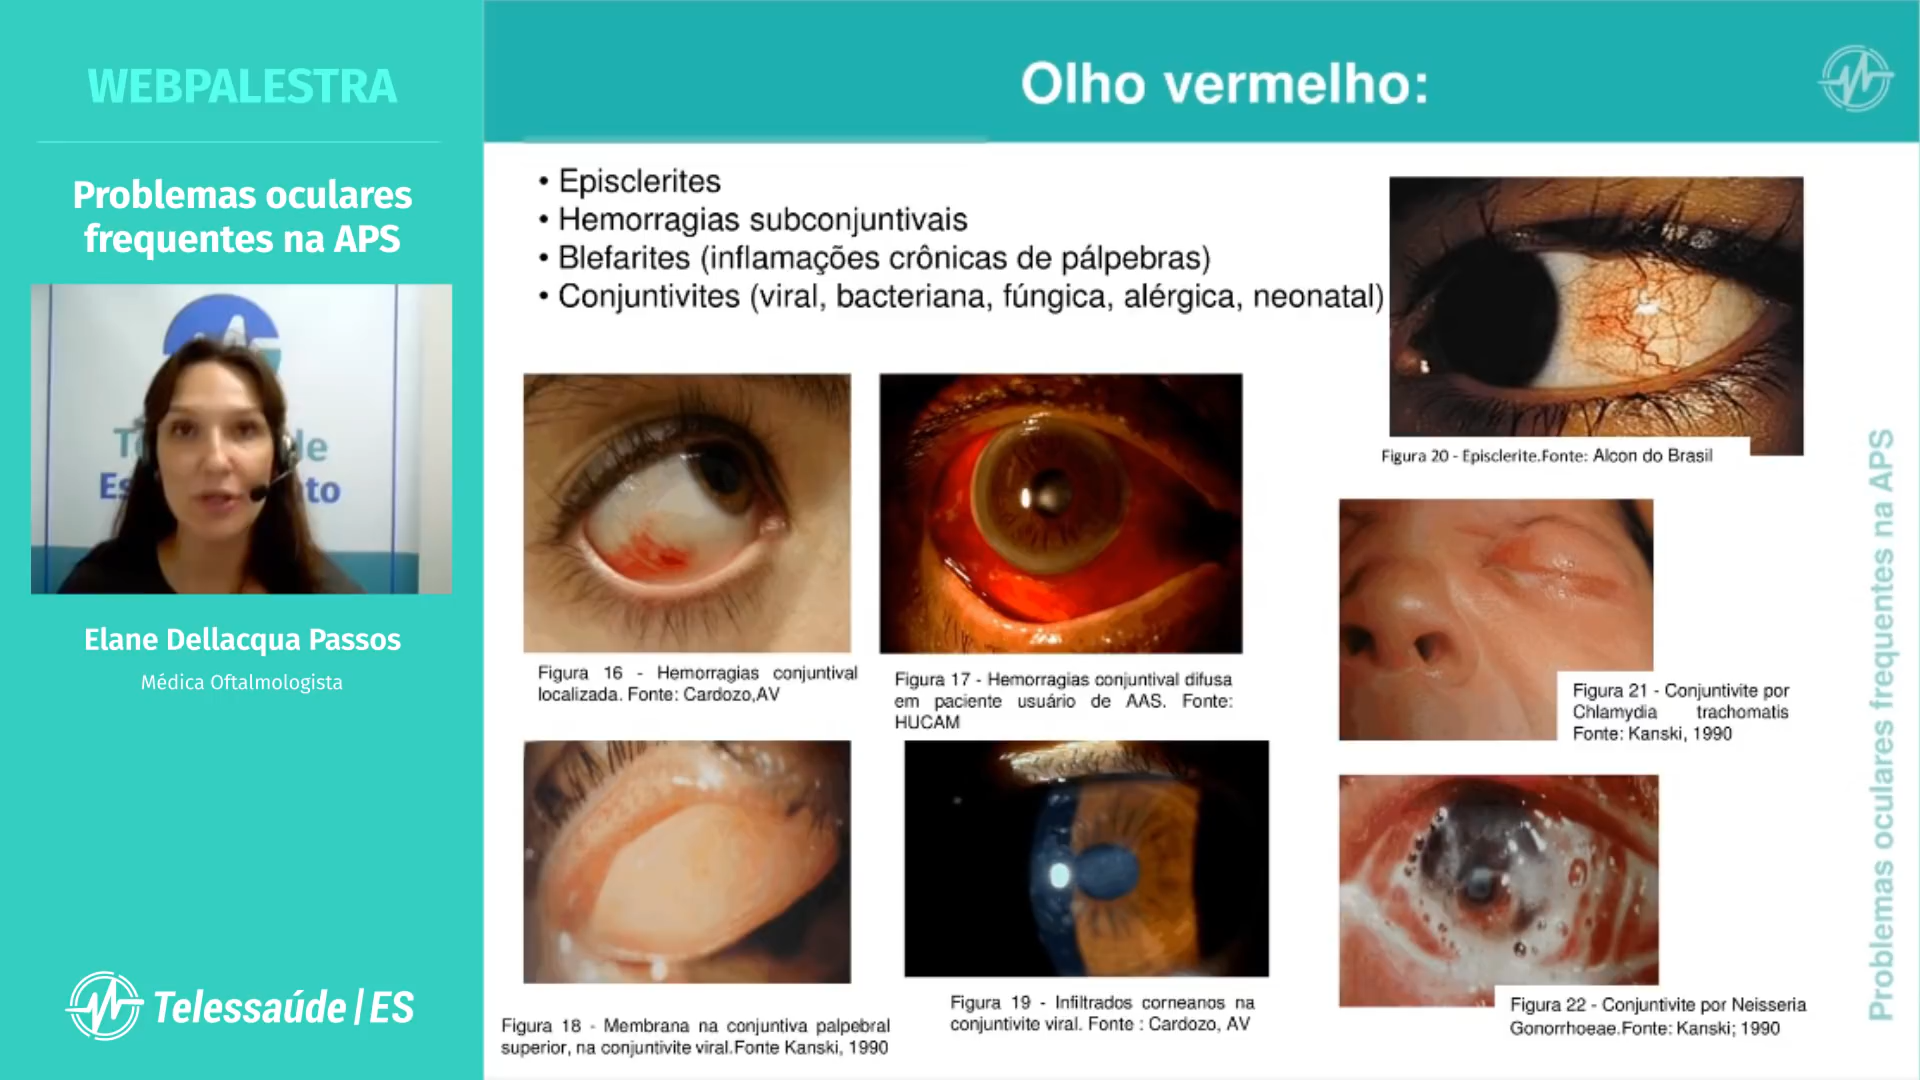 WEBPALESTRA
Problemas oculares
frequentes na APS
Elane Dellacqua Passos
Médica Oftalmologista
Telessaúde|ES
Olho vermelho:
• Episclerites
• Hemorragias subconjuntivais
• Blefarites (inflamações crônicas de pálpebras)
• Conjuntivites (viral, bacteriana, fúngica, alérgica, neonatal)
Figura 20 - Episclerite.Fonte: Alcon do Brasil
Figura 16 - Hemorragias conjuntival
localizada. Fonte: Cardozo,AV
Figura 17 - Hemorragias conjuntival difusa
em paciente usuário de AAS. Fonte:
HUCAM
Figura 21 - Conjuntivite por
Chlamydia trachomatis
Fonte: Kanski, 1990
Figura 18 - Membrana na conjuntiva palpebral
superior, na conjuntivite viral.Fonte Kanski, 1990
Figura 19 - Infiltrados corneanos na
conjuntivite viral. Fonte : Cardozo, AV
Figura 22 - Conjuntivite por Neisseria
Gonorrhoeae.Fonte: Kanski; 1990
Problemas oculares frequentes na APS